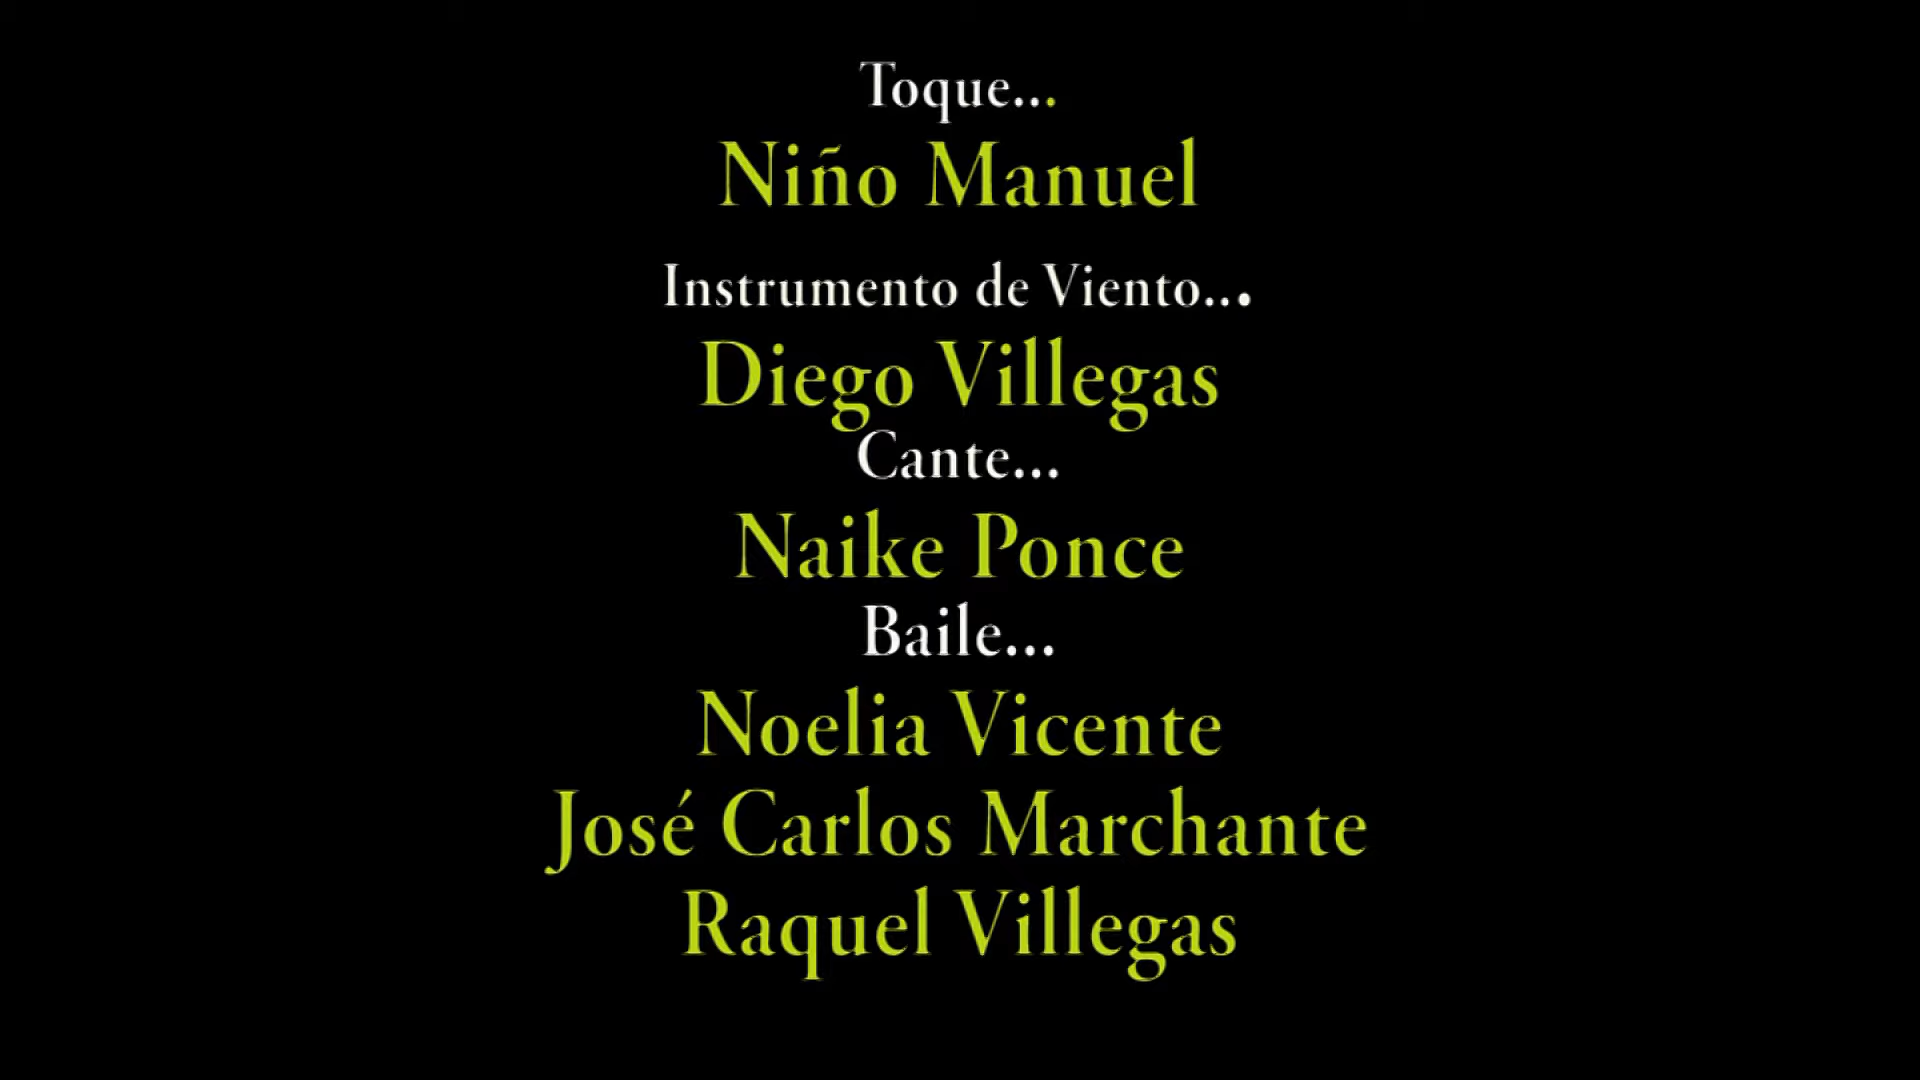 Toque...
Niño Manuel
Instrumento de Viento...
Diego Villegas
Cante...
Naike Ponce
Baile...
Noelia Vicente
José Carlos Marchante
Raquel Villegas